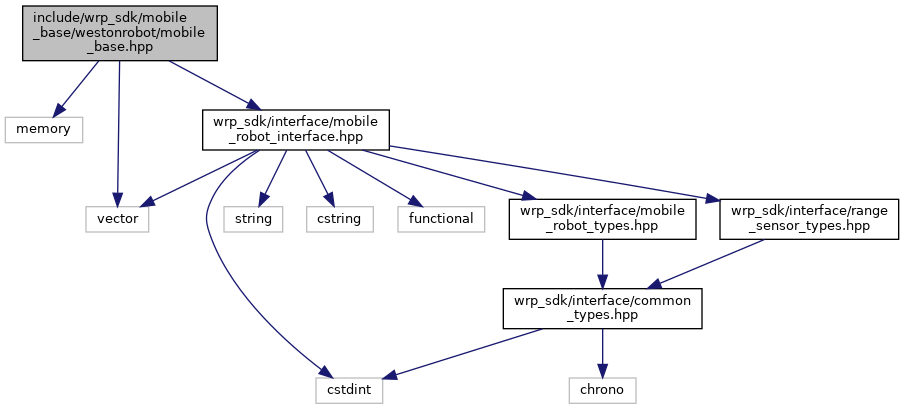 include/wrp_sdk/mobile
_base/westonrobot/mobile
_base.hpp
memory
wrp_sdk/interface/mobile
_robot_interface.hpp
vector
string
cstring
functional
wrp_sdk/interface/mobile
_robot_types.hpp
wrp_sdk/interface/range
_sensor_types.hpp
wrp_sdk/interface/common
_types.hpp
cstdint
chrono